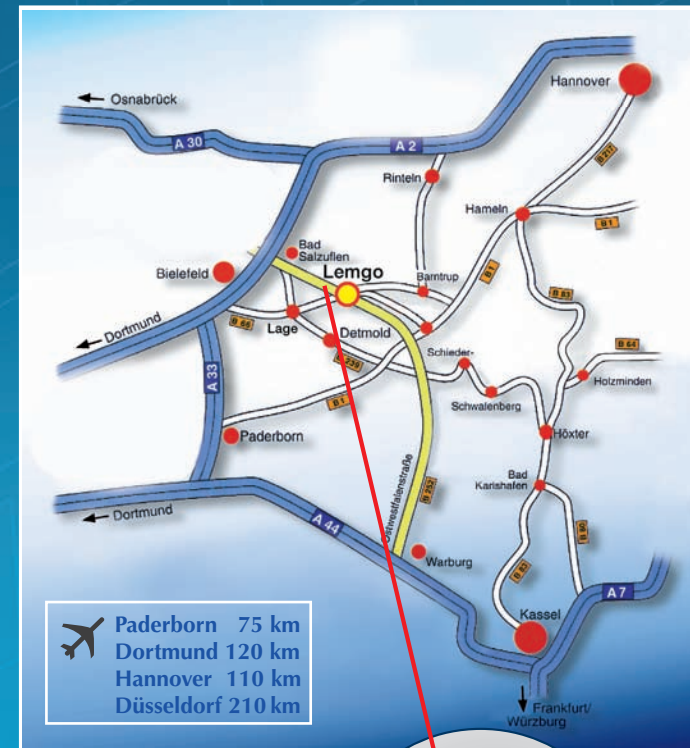 Hannover
Osnabrück
A 30
A 2
B 217
Rinteln
Hameln
B 1
Bad
Salzuflen
Bielefeld
Lemgo
Barntrup
B 1
B 83
Dortmund
B 66
Lage
Detmold
B 239
Schieder-
B 64
A 33
Holzminden
B 1
Schwalenberg
Paderborn
Höxter
Ostwestfalenstraße
B 252
Bad
Karlshafen
Dortmund
A 44
B 80
Warburg
B 83
A 7
Kassel
Paderborn 75 km
Dortmund 120 km
Hannover 110 km
Düsseldorf 210 km
Frankfurt/
Würzburg